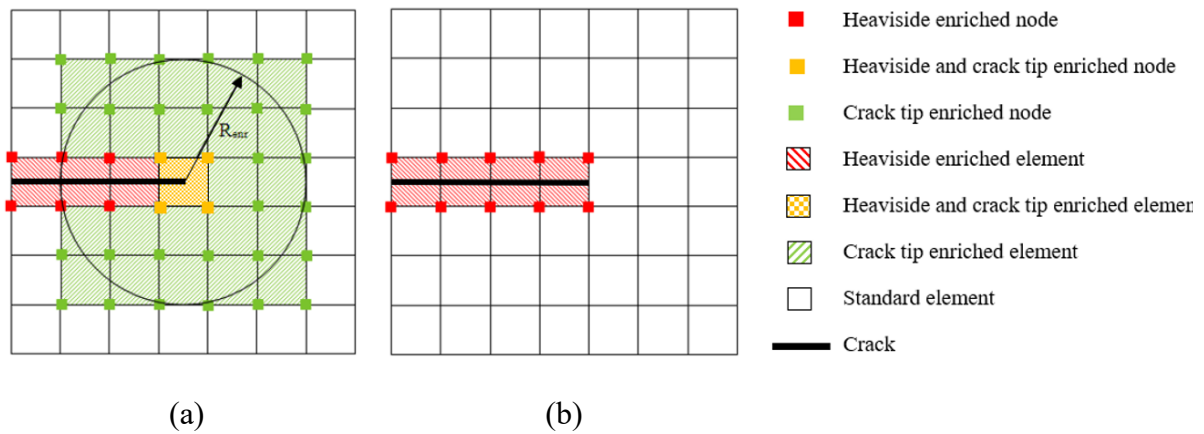 Renr
Heaviside enriched node
Heaviside and crack tip enriched node
Crack tip enriched node
Heaviside enriched element
Heaviside and crack tip enriched elemen
Crack tip enriched element
Standard element
Crack
(a)
(b)